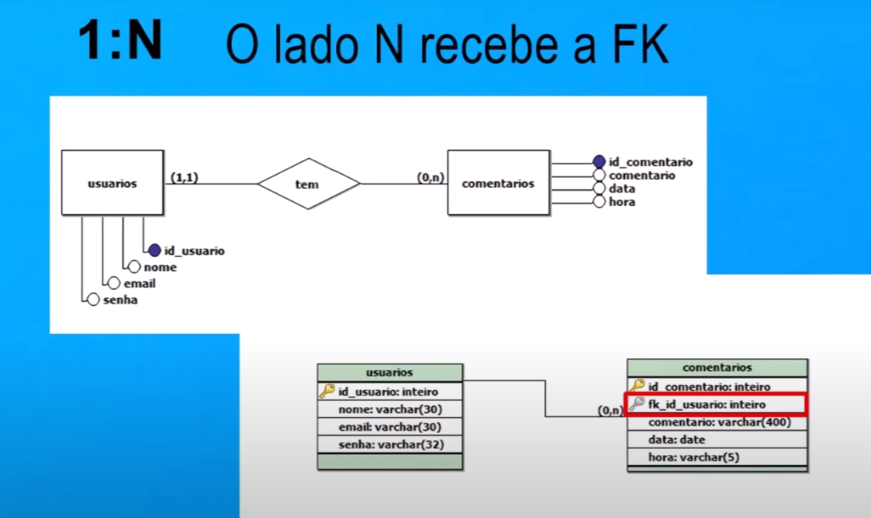 1:N O lado N recebe a FK
usuarios
(1,1)
tem
(0,n)
comentarios
id_comentario
comentario
data
hora
id_usuario
nome
email
senha
usuarios
id_usuario: inteiro
nome: varchar(30)
email: varchar(30)
senha: varchar(32)
(0,n)
comentarios
id_comentario: inteiro
fk_id_usuario: inteiro
comentario: varchar(400)
data: date
hora: varchar(5)